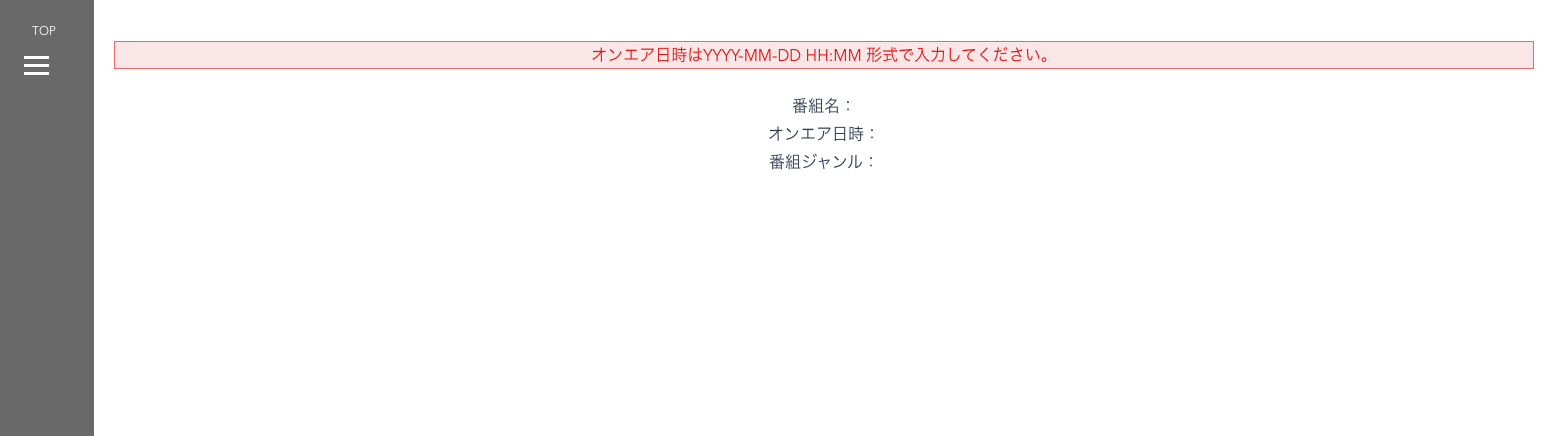 TOP
オンエア日時はYYYY-MM-DD HH:MM 形式で入力してください。
番組名：
オンエア日時：
番組ジャンル：